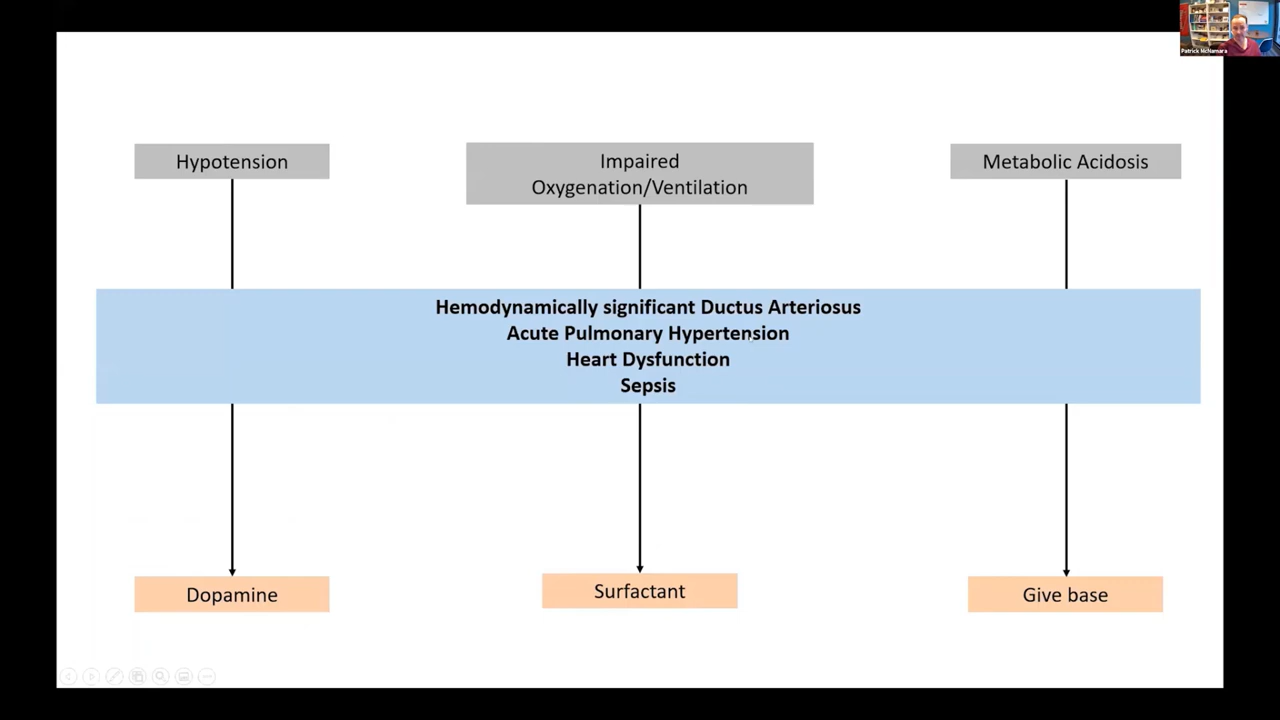 Patrick McNamara
Hypotension
Impaired
Oxygenation/Ventilation
Metabolic Acidosis
Hemodynamically significant Ductus Arteriosus
Acute Pulmonary Hypertension
Heart Dysfunction
Sepsis
Dopamine
Surfactant
Give base